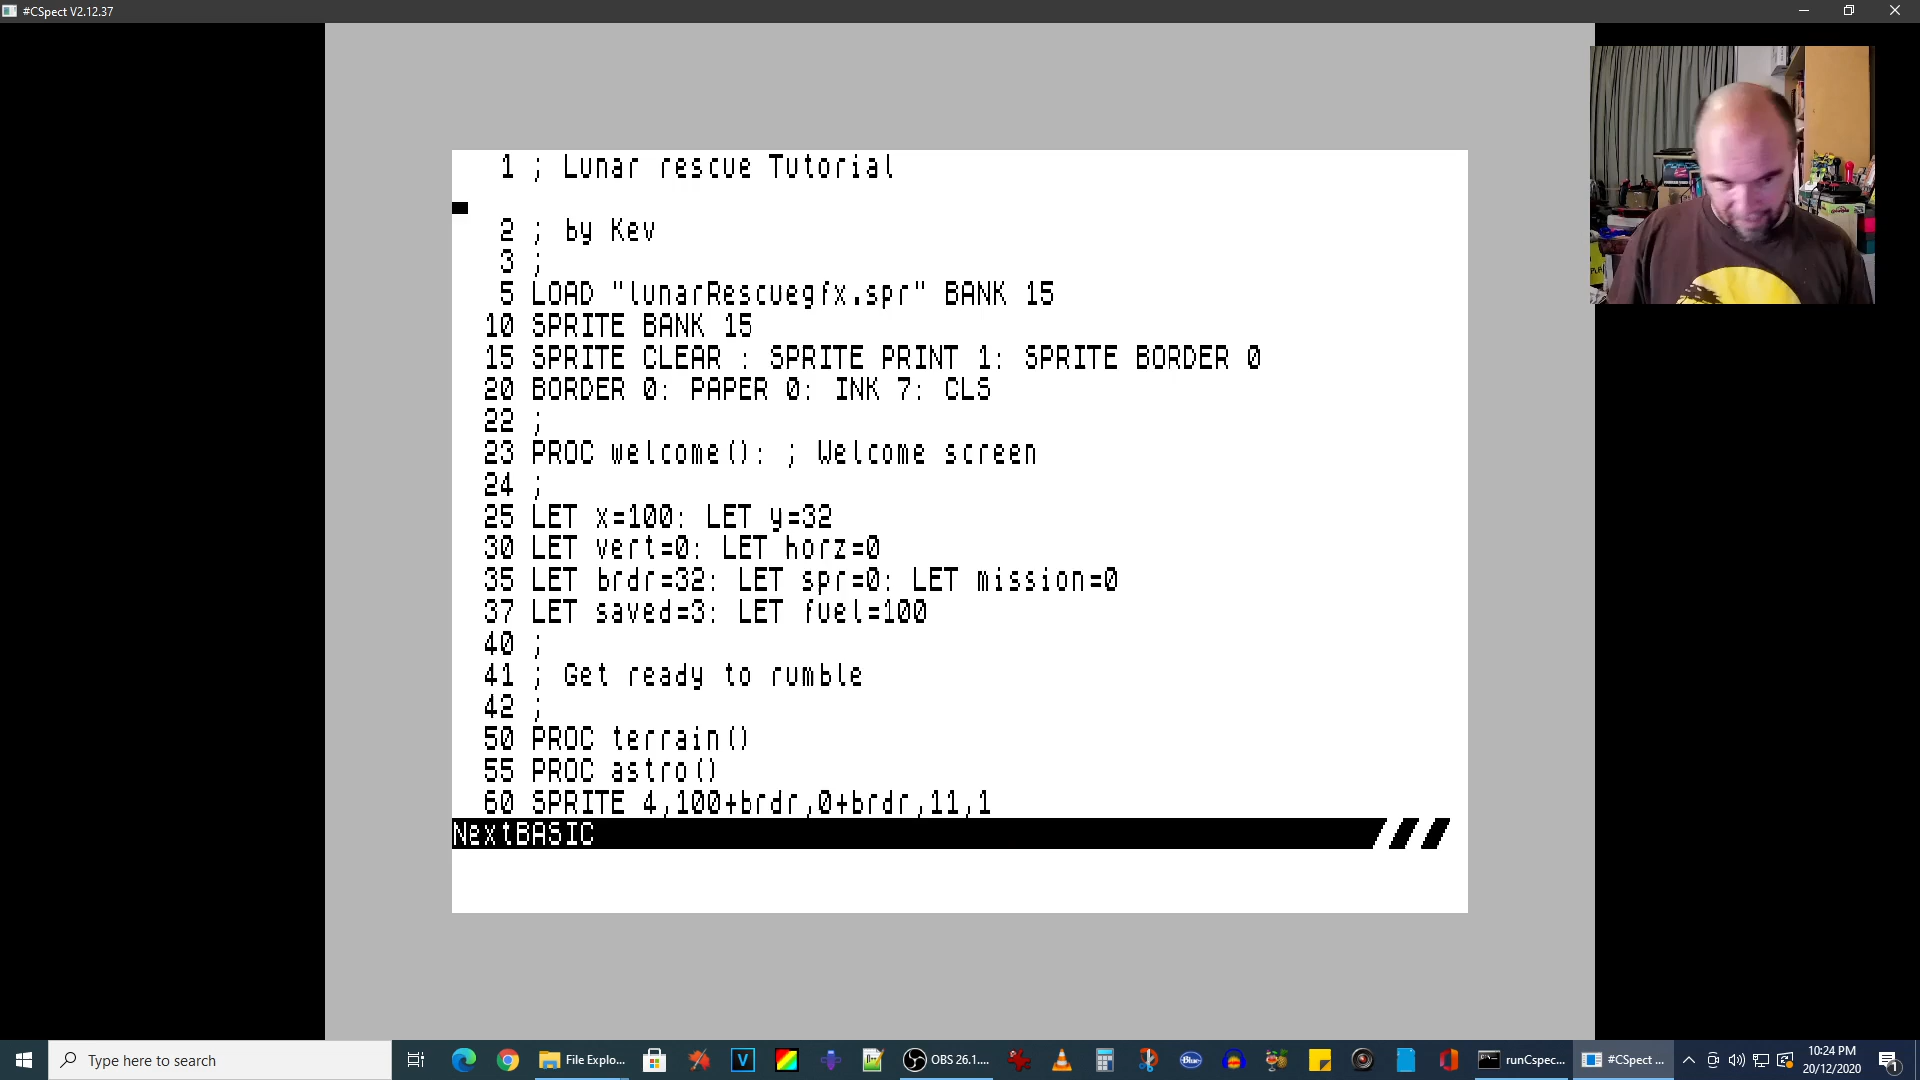 #CSpect V2.12.37
1 ; Lunar rescue Tutorial
2 ; by Kev
3 ;
5 LOAD "lunarRescuegfx.spr" BANK 15
10 SPRITE BANK 15
15 SPRITE CLEAR : SPRITE PRINT 1: SPRITE BORDER 0
20 BORDER 0: PAPER 0: INK 7: CLS
22 ;
23 PROC welcome(): ; Welcome screen
24 ;
25 LET x=100: LET y=32
30 LET vert=0: LET horz=0
35 LET brdr=32: LET spr=0: LET mission=0
37 LET saved=3: LET fuel=100
40 ;
41 ; Get ready to rumble
42 ;
50 PROC terrain()
55 PROC astro()
60 SPRITE 4,100+brdr,0+brdr,11,1
NextBASIC
Type here to search
File Explo...
V
OBS 26.1....
Blue
runCspec...
#CSpect ...
10:24 PM
20/12/2020
1